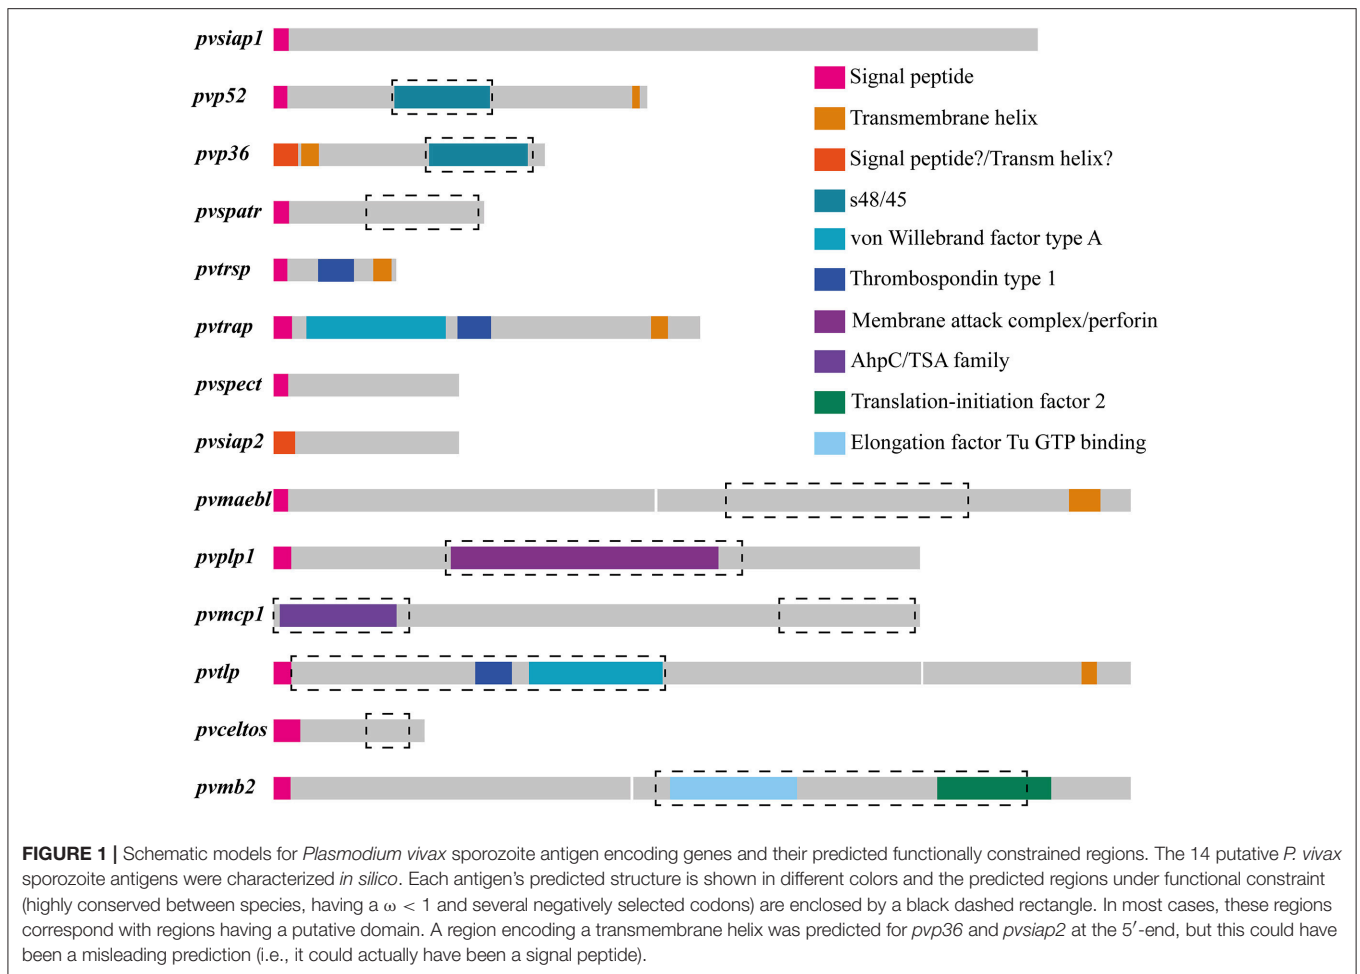 pvsiap1
pvp52
pvp36
pvspatr
pvtrsp
pvtrap
pvspect
pvsiap2
pvmaebl
pvplp1
pvmcp1
pvtlp
pvceltos
pvmb2
Signal peptide
Transmembrane helix
Signal peptide?/Transm helix?
s48/45
von Willebrand factor type A
Thrombospondin type 1
Membrane attack complex/perforin
AhpC/TSA family
Translation-initiation factor 2
Elongation factor Tu GTP binding
FIGURE 1 | Schematic models for Plasmodium vivax sporozoite antigen encoding genes and their predicted functionally constrained regions. The 14 putative P. vivax
sporozoite antigens were characterized in silico. Each antigen's predicted structure is shown in different colors and the predicted regions under functional constraint
(highly conserved between species, having a ω < 1 and several negatively selected codons) are enclosed by a black dashed rectangle. In most cases, these regions
correspond with regions having a putative domain. A region encoding a transmembrane helix was predicted for pvp36 and pvsiap2 at the 5′-end, but this could have
been a misleading prediction (i.e., it could actually have been a signal peptide).